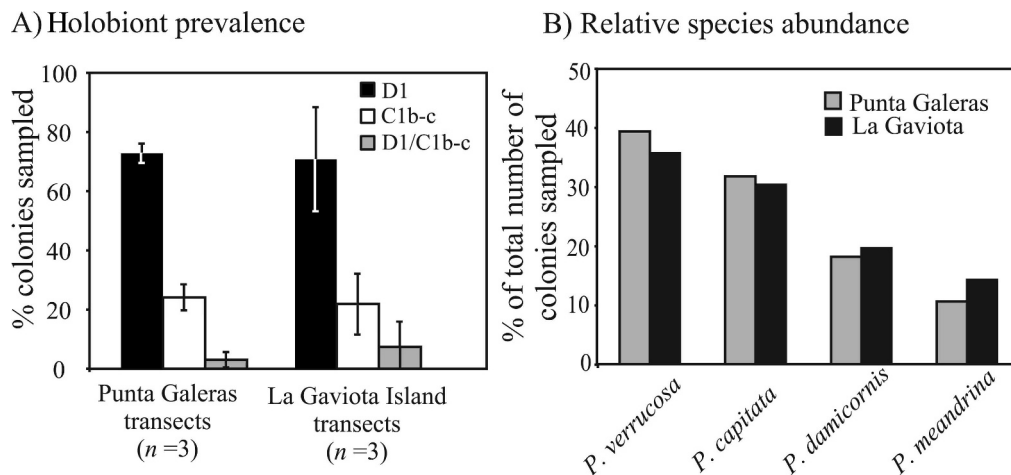 A) Holobiont prevalence
% colonies sampled
100
80
60
40
20
0
D1
C1b-c
D1/C1b-c
Punta Galeras
transects
(n =3)
La Gaviota Island
transects
(n =3)
B) Relative species abundance
% of total number of
colonies sampled
50
40
30
20
10
0
Punta Galeras
La Gaviota
P. verrucosa
P. capitata
P. damicornis
P. meandrina